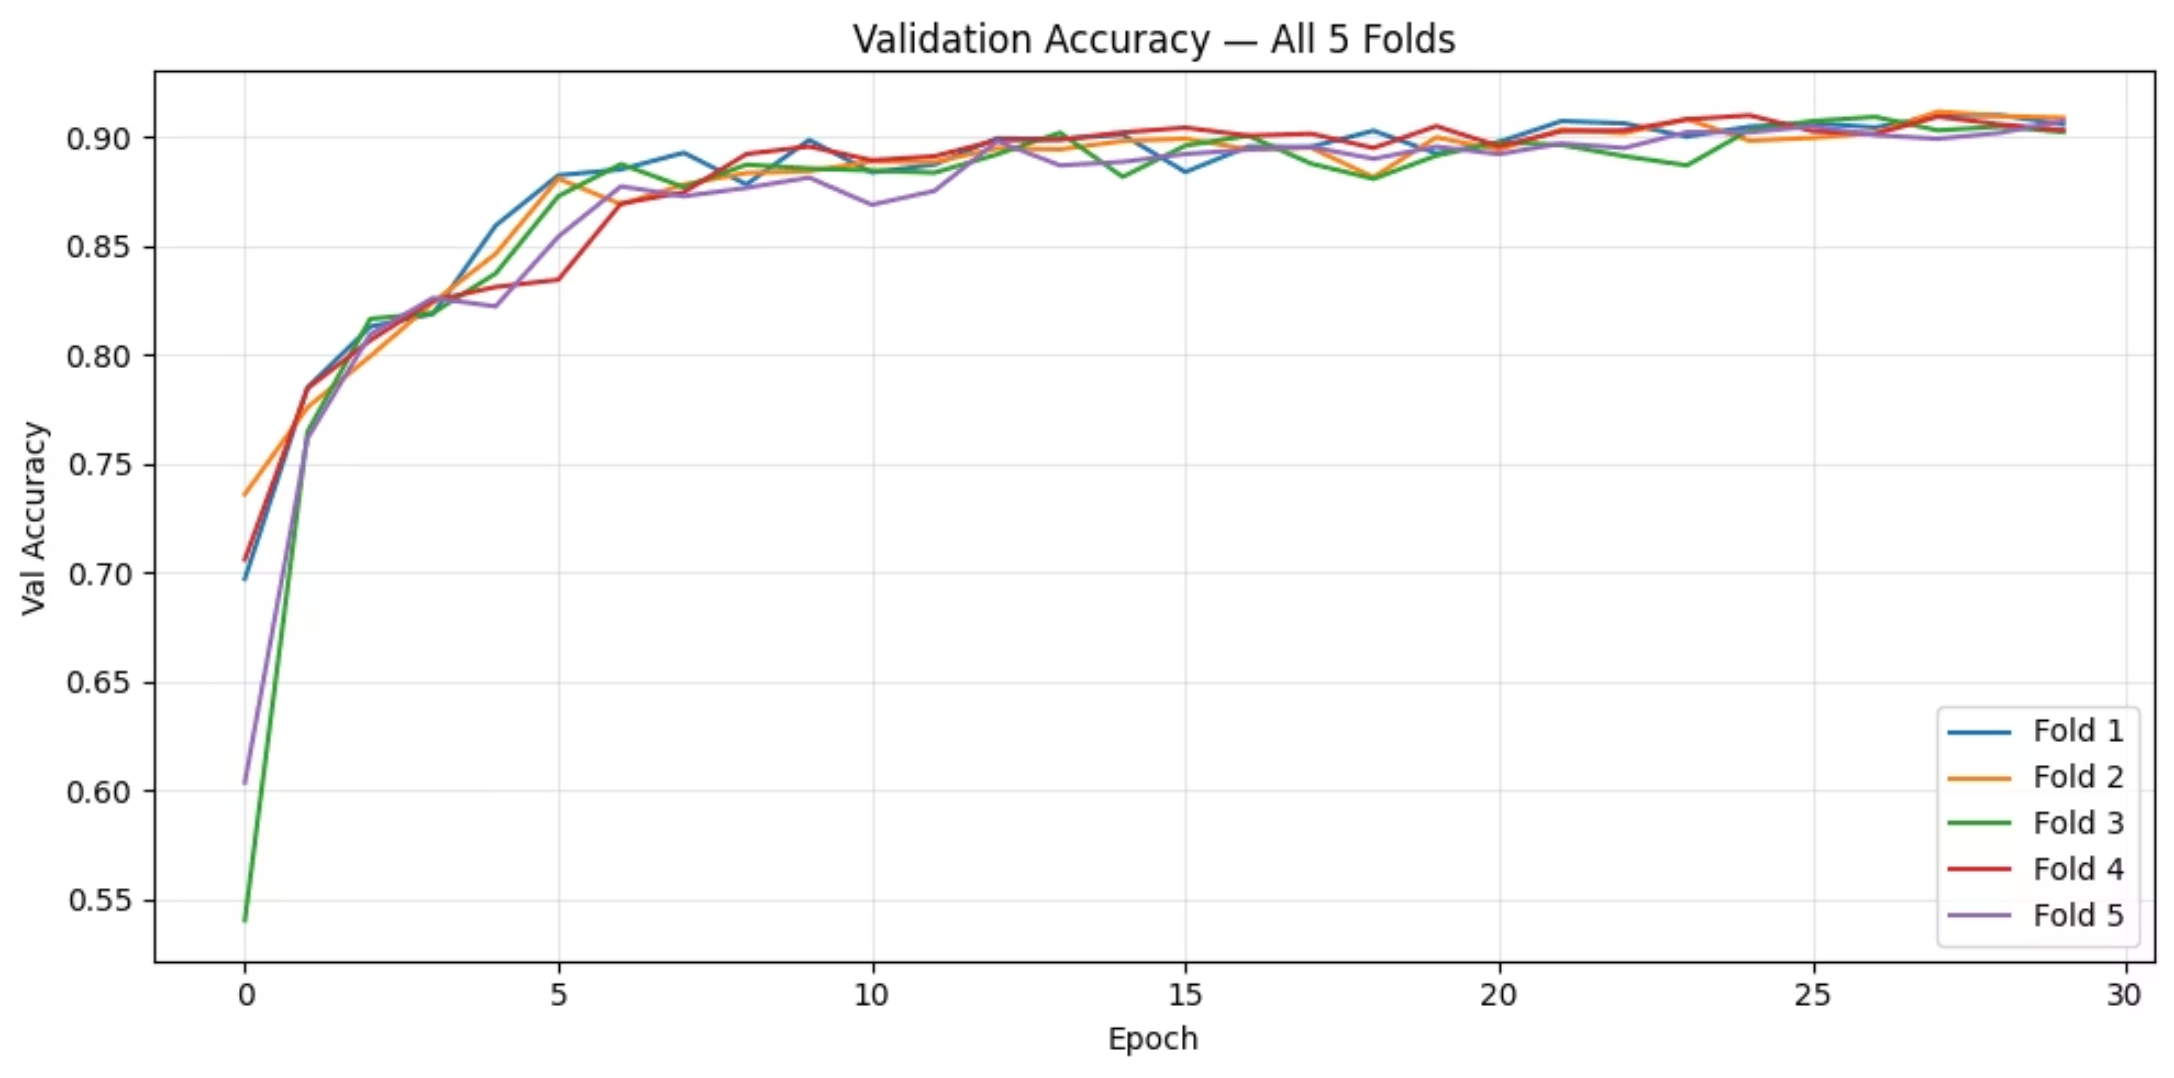 Validation Accuracy — All 5 Folds
Val Accuracy
0.90
0.85
0.80
0.75
0.70
0.65
0.60
0.55
0 5 10 15 20 25 30
Epoch
Fold 1
Fold 2
Fold 3
Fold 4
Fold 5